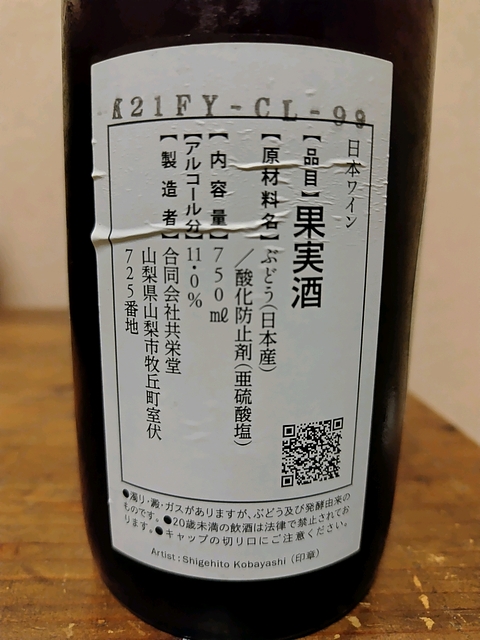 K21FY-CL-99
日本ワイン
【品目】果実酒
【原材料名】ぶどう(日本産)
／酸化防止剤(亜硫酸塩)
【内容量】750㎖
【アルコール分】11.0%
【製造者】合同会社共栄堂
山梨県山梨市牧丘町室伏
725番地
●濁り・澱・ガスがありますが、ぶどう及び発酵由来の
ものです。●20歳未満の飲酒は法律で禁止されてお
ります。●キャップの切り口にご注意ください。
Artist : Shigehito Kobayashi (印章)